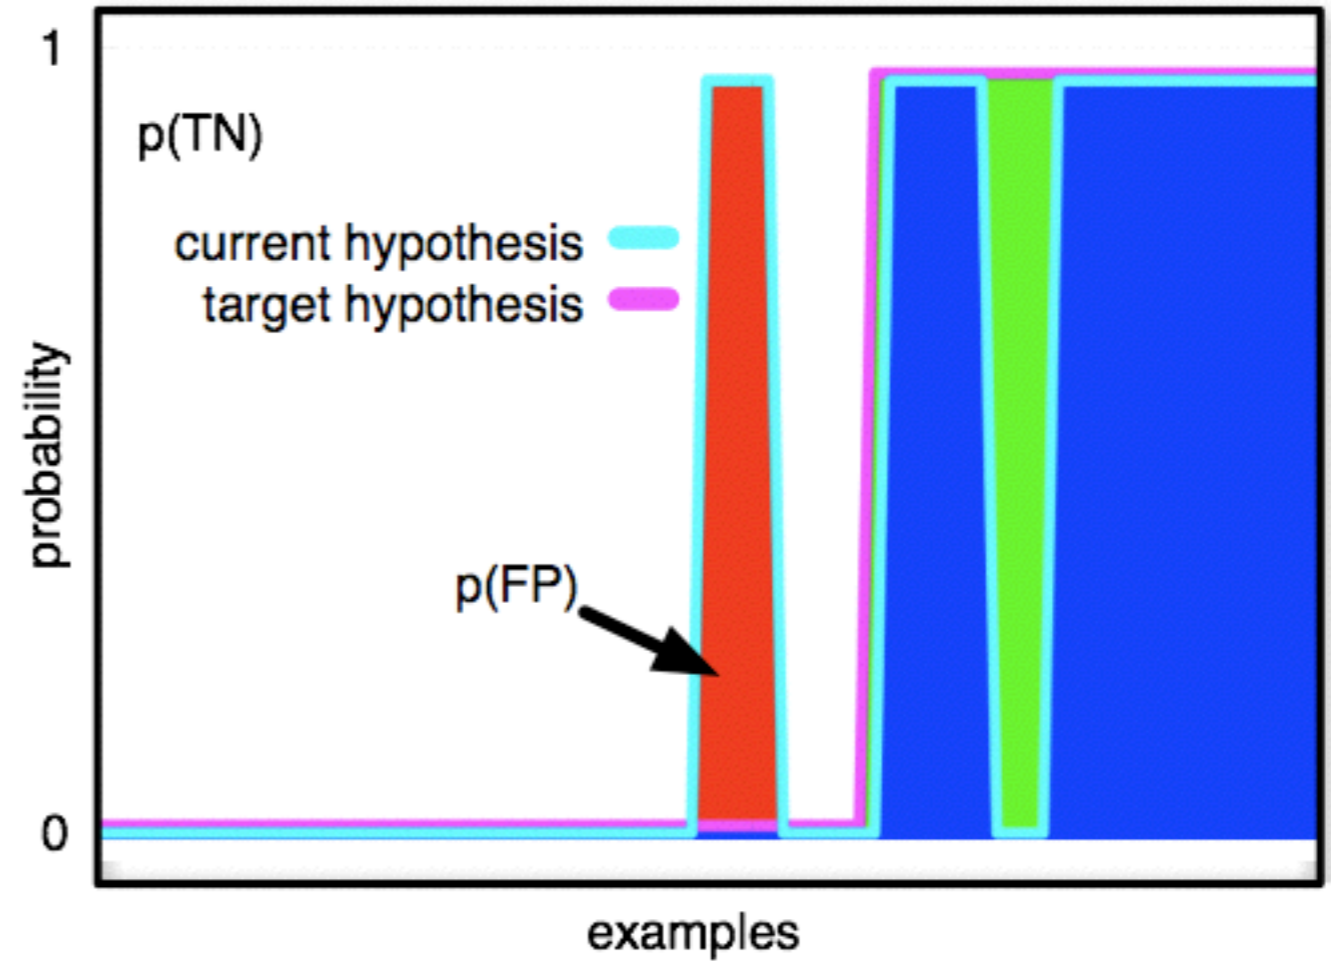 1
p(TN)
current hypothesis
target hypothesis
probability
p(FP)
0
examples